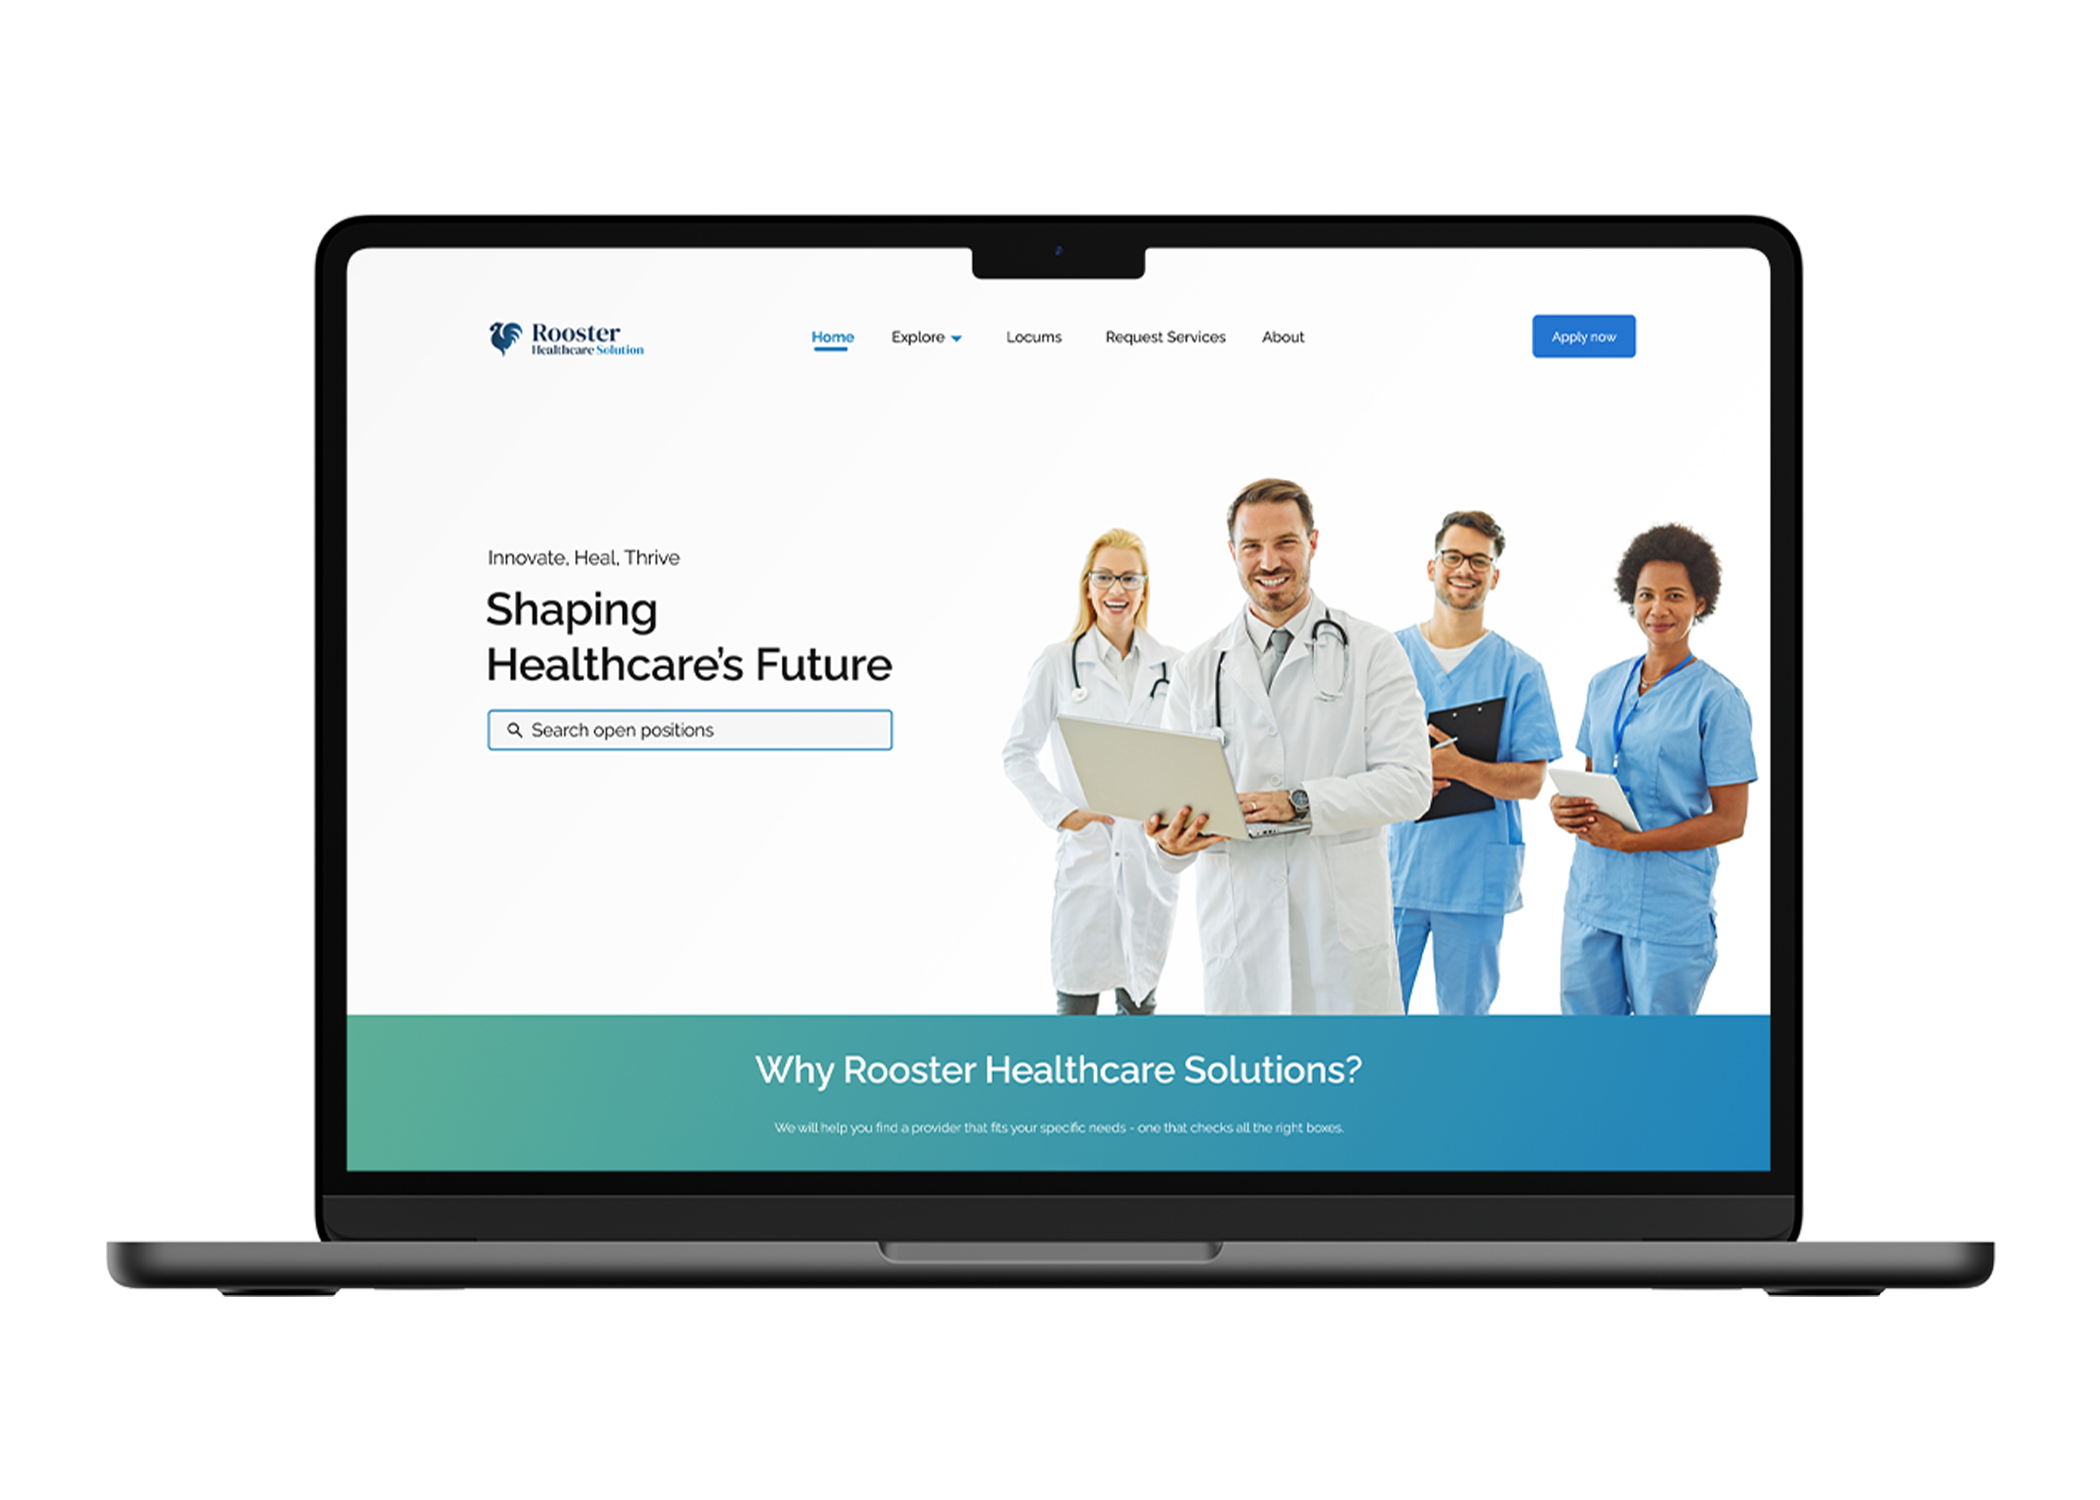 Rooster
Healthcare Solution
Home
Explore
Locums
Request Services
About
Apply now
Innovate, Heal, Thrive
Shaping
Healthcare's Future
Search open positions
Why Rooster Healthcare Solutions?
We will help you find a provider that fits your specific needs - one that checks all the right boxes.